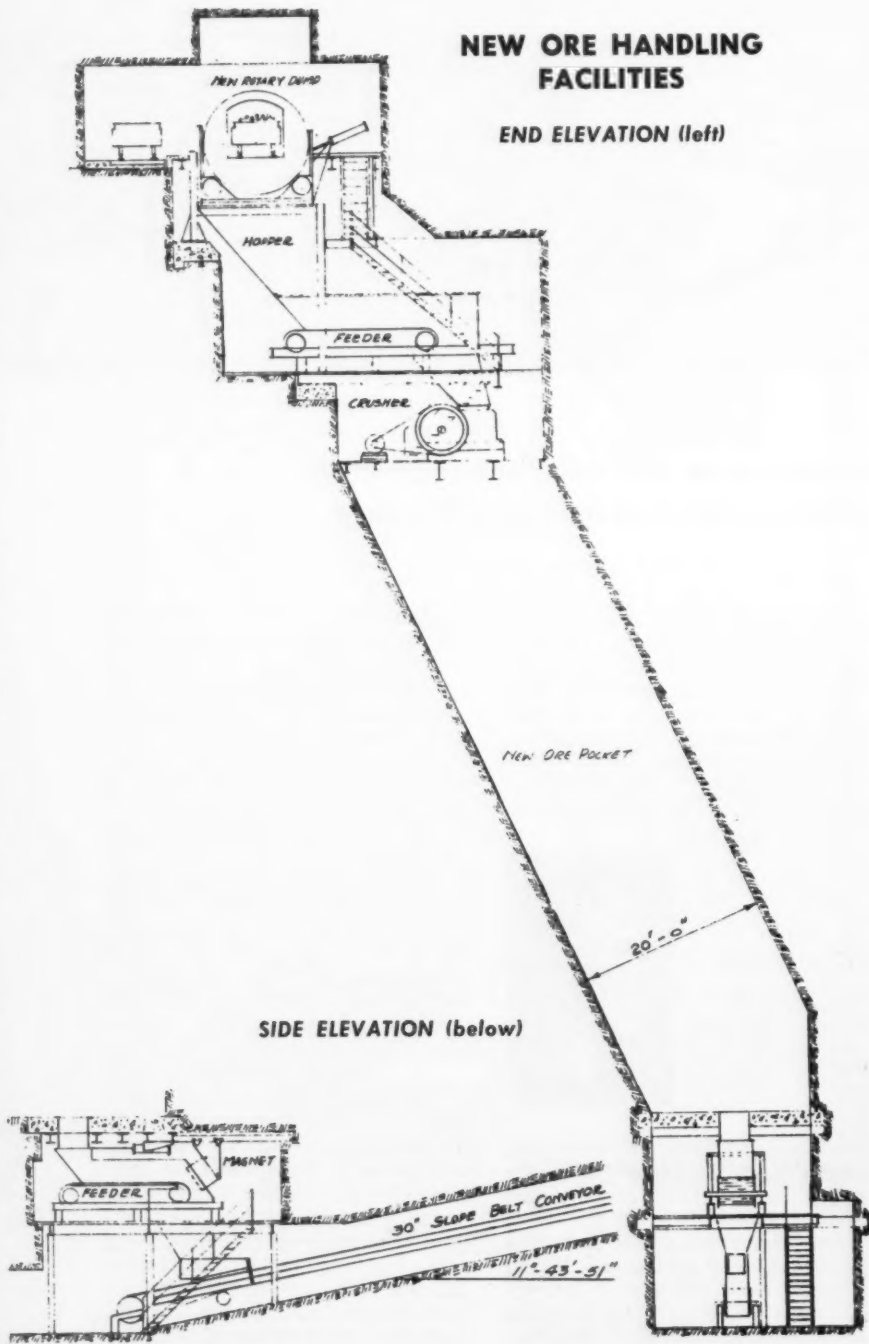 NEW ORE HANDLING
FACILITIES
END ELEVATION (left)
NEW ROTARY DUMP
HOPPER
FEEDER
CRUSHER
NEW ORE POCKET
20'-0"
SIDE ELEVATION (below)
MAGNET
FEEDER
30" SLOPE BELT CONVEYOR
11°-43'-51"